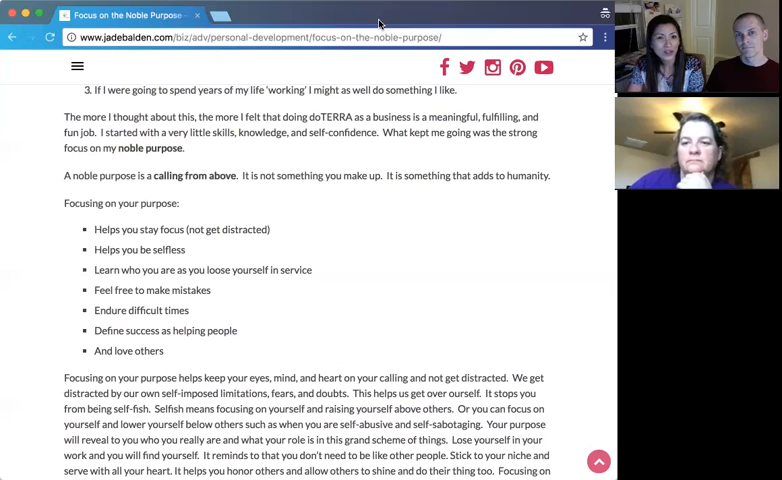 Focus on the Noble Purpose
www.jadebalden.com/biz/adv/personal-development/focus-on-the-noble-purpose/
3. If I were going to spend years of my life 'working' I might as well do something I like.
The more I thought about this, the more I felt that doing doTERRA as a business is a meaningful, fulfilling, and
fun job. I started with a very little skills, knowledge, and self-confidence. What kept me going was the strong
focus on my noble purpose.
A noble purpose is a calling from above. It is not something you make up. It is something that adds to humanity.
Focusing on your purpose:
▪ Helps you stay focus (not get distracted)
▪ Helps you be selfless
▪ Learn who you are as you loose yourself in service
▪ Feel free to make mistakes
▪ Endure difficult times
▪ Define success as helping people
▪ And love others
Focusing on your purpose helps keep your eyes, mind, and heart on your calling and not get distracted. We get
distracted by our own self-imposed limitations, fears, and doubts. This helps us get over ourself. It stops you
from being self-fish. Selfish means focusing on yourself and raising yourself above others. Or you can focus on
yourself and lower yourself below others such as when you are self-abusive and self-sabotaging. Your purpose
will reveal to you who you really are and what your role is in this grand scheme of things. Lose yourself in your
work and you will find yourself. It reminds to that you don't need to be like other people. Stick to your niche and
serve with all your heart. It helps you honor others and allow others to shine and do their thing too. Focusing on